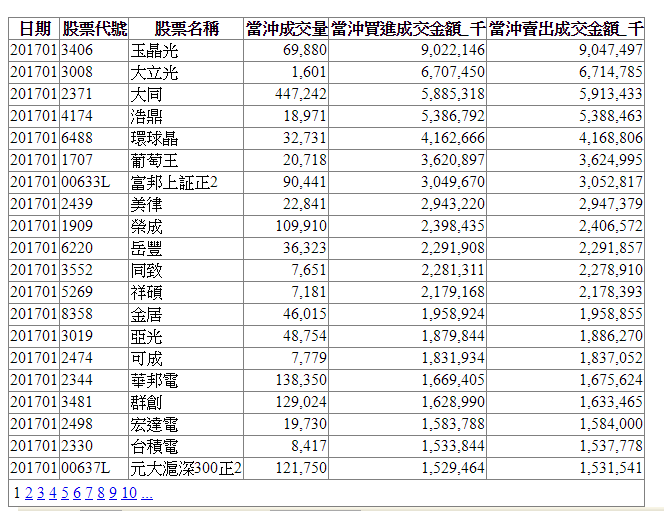 日期 股票代號 股票名稱 當沖成交量 當沖買進成交金額_千 當沖賣出成交金額_千
201701 3406 玉晶光 69,880 9,022,146 9,047,497
201701 3008 大立光 1,601 6,707,450 6,714,785
201701 2371 大同 447,242 5,885,318 5,913,433
201701 4174 浩鼎 18,971 5,386,792 5,388,463
201701 6488 環球晶 32,731 4,162,666 4,168,806
201701 1707 葡萄王 20,718 3,620,897 3,624,995
201701 00633L 富邦上証正2 90,441 3,049,670 3,052,817
201701 2439 美律 22,841 2,943,220 2,947,379
201701 1909 榮成 109,910 2,398,435 2,406,572
201701 6220 岳豐 36,323 2,291,908 2,291,857
201701 3552 同致 7,651 2,281,311 2,278,910
201701 5269 祥碩 7,181 2,179,168 2,178,393
201701 8358 金居 46,015 1,958,924 1,958,855
201701 3019 亞光 48,754 1,879,844 1,886,270
201701 2474 可成 7,779 1,831,934 1,837,052
201701 2344 華邦電 138,350 1,669,405 1,675,624
201701 3481 群創 129,024 1,628,990 1,633,465
201701 2498 宏達電 19,730 1,583,788 1,584,000
201701 2330 台積電 8,417 1,533,844 1,537,778
201701 00637L 元大滬深300正2 121,750 1,529,464 1,531,541
1 2 3 4 5 6 7 8 9 10 ...